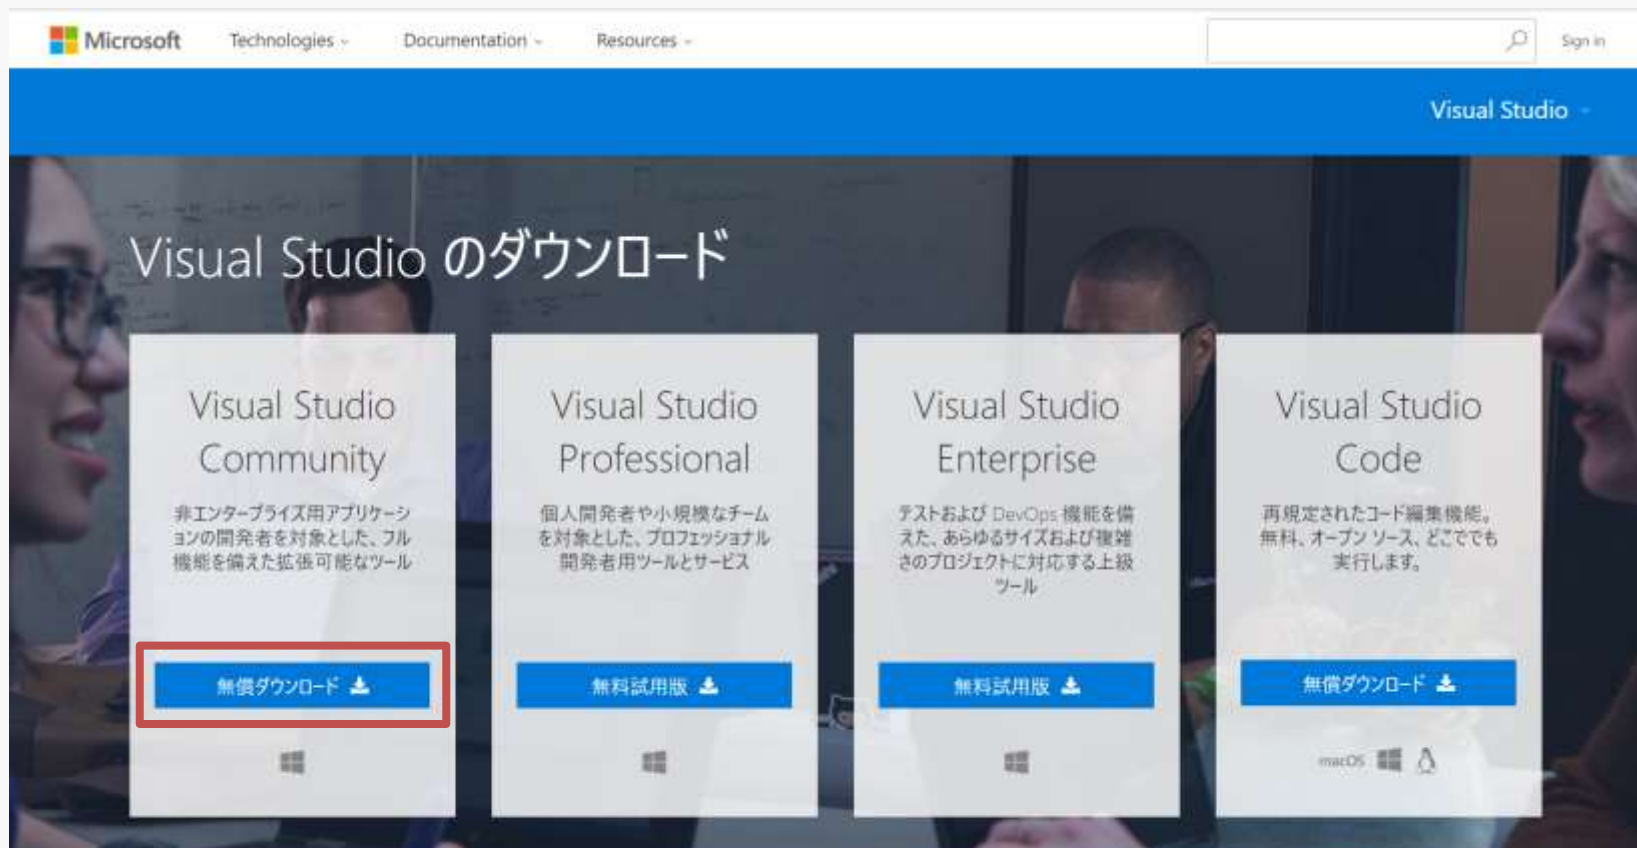 Microsoft Technologies Documentation Resources Sign in
Visual Studio
Visual Studio のダウンロード
Visual Studio
Community
非エンタープライズ用アプリケーシ
ョンの開発者を対象とした、フル
機能を備えた拡張可能なツール
無償ダウンロード
Visual Studio
Professional
個人開発者や小規模なチーム
を対象とした、プロフェッショナル
開発者用ツールとサービス
無料試用版
Visual Studio
Enterprise
テストおよび DevOps 機能を備
えた、あらゆるサイズおよび複雑
さのプロジェクトに対応する上級
ツール
無料試用版
Visual Studio
Code
再規定されたコード編集機能。
無料、オープン ソース、どこででも
実行します。
無償ダウンロード
macOS